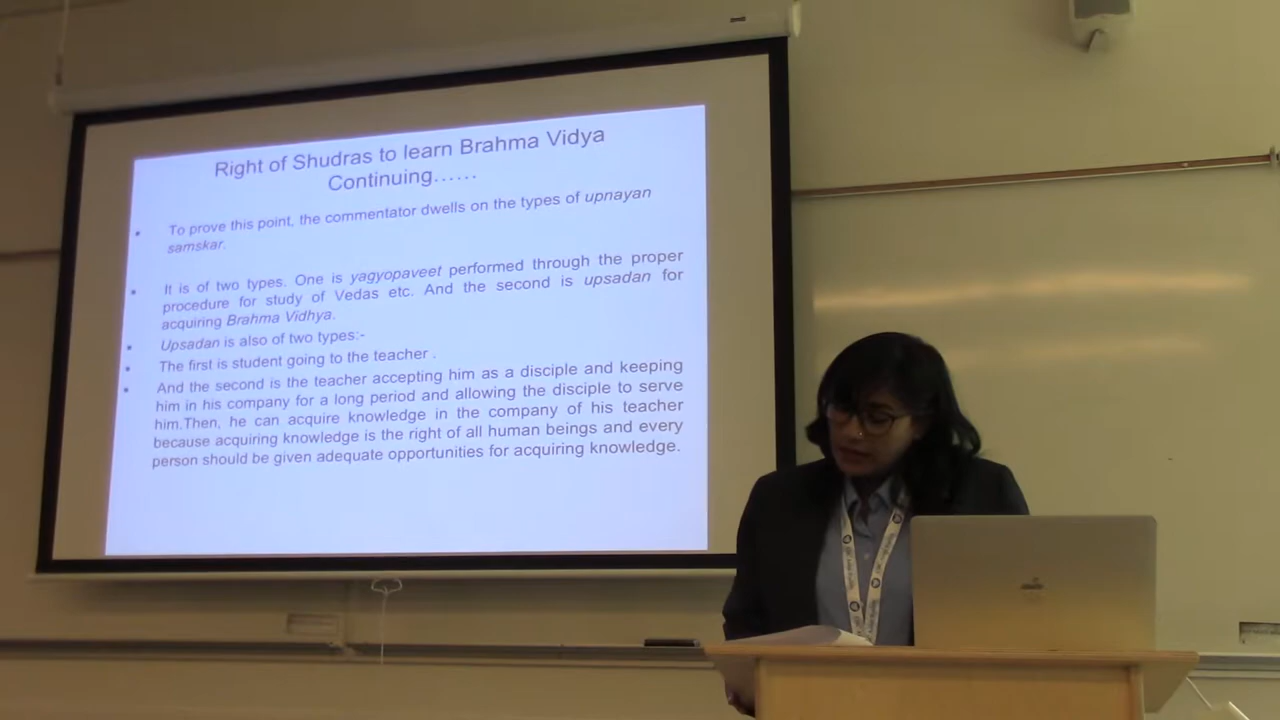 Right of Shudras to learn Brahma Vidya
Continuing......
• To prove this point, the commentator dwells on the types of upnayan
samskar.
• It is of two types. One is yagyopaveet performed through the proper
procedure for study of Vedas etc. And the second is upsadan for
acquiring Brahma Vidhya.
• Upsadan is also of two types:-
• The first is student going to the teacher .
• And the second is the teacher accepting him as a disciple and keeping
him in his company for a long period and allowing the disciple to serve
him.Then, he can acquire knowledge in the company of his teacher
because acquiring knowledge is the right of all human beings and every
person should be given adequate opportunities for acquiring knowledge.